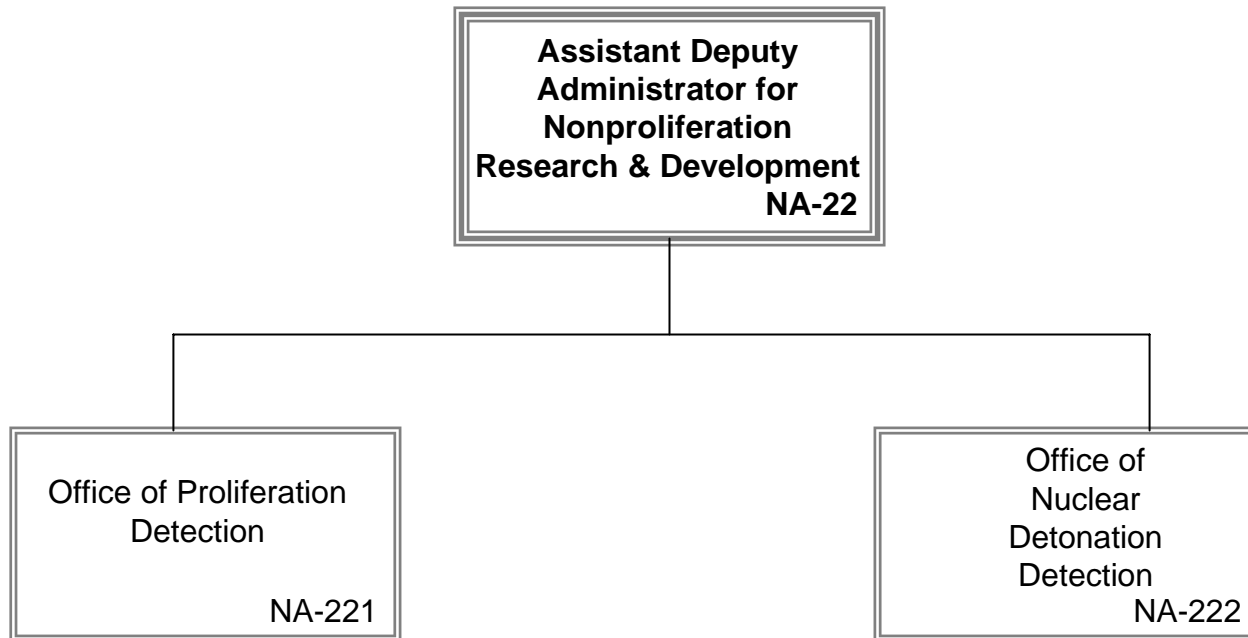 Assistant Deputy
Administrator for
Nonproliferation
Research & Development
NA-22
Office of Proliferation
Detection
NA-221
Office of
Nuclear
Detonation
Detection
NA-222